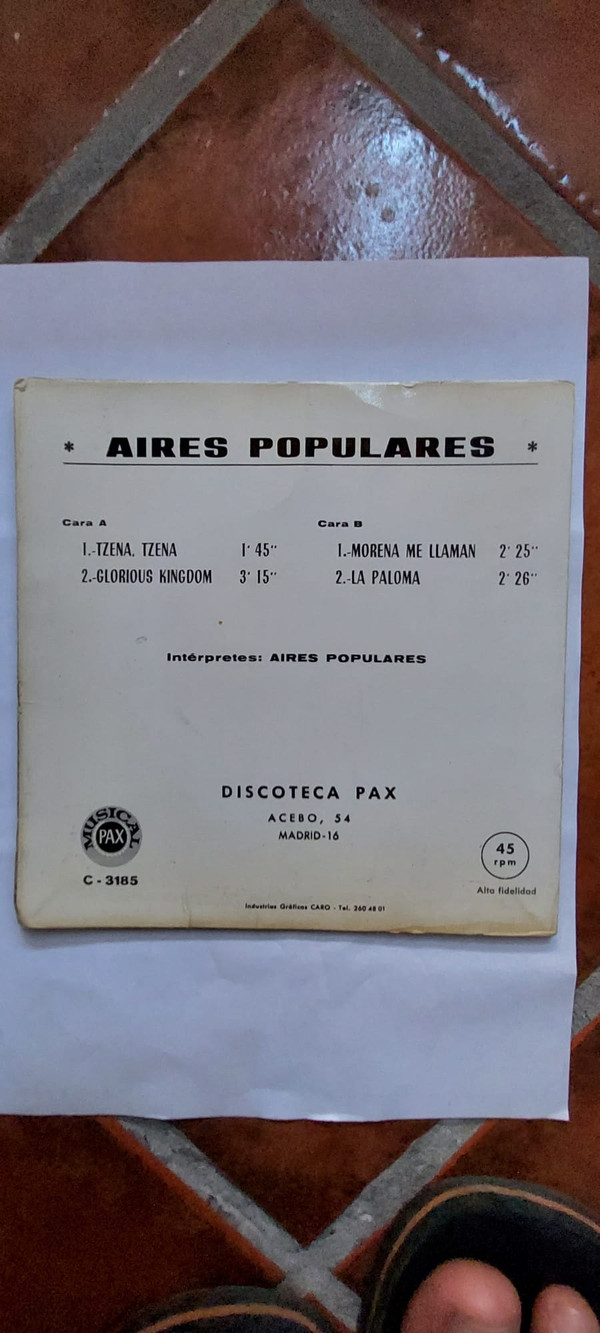 * AIRES POPULARES *
Cara A
1.-TZENA, TZENA 1' 45''
2.-GLORIOUS KINGDOM 3' 15''
Cara B
1.-MORENA ME LLAMAN 2' 25''
2.-LA PALOMA 2' 26''
Intérpretes: AIRES POPULARES
DISCOTECA PAX
ACEBO, 54
MADRID-16
MUSICAL
PAX
C - 3185
45
rpm
Alta fidelidad
Industrias Gráficas CARO - Tel. 260 48 01